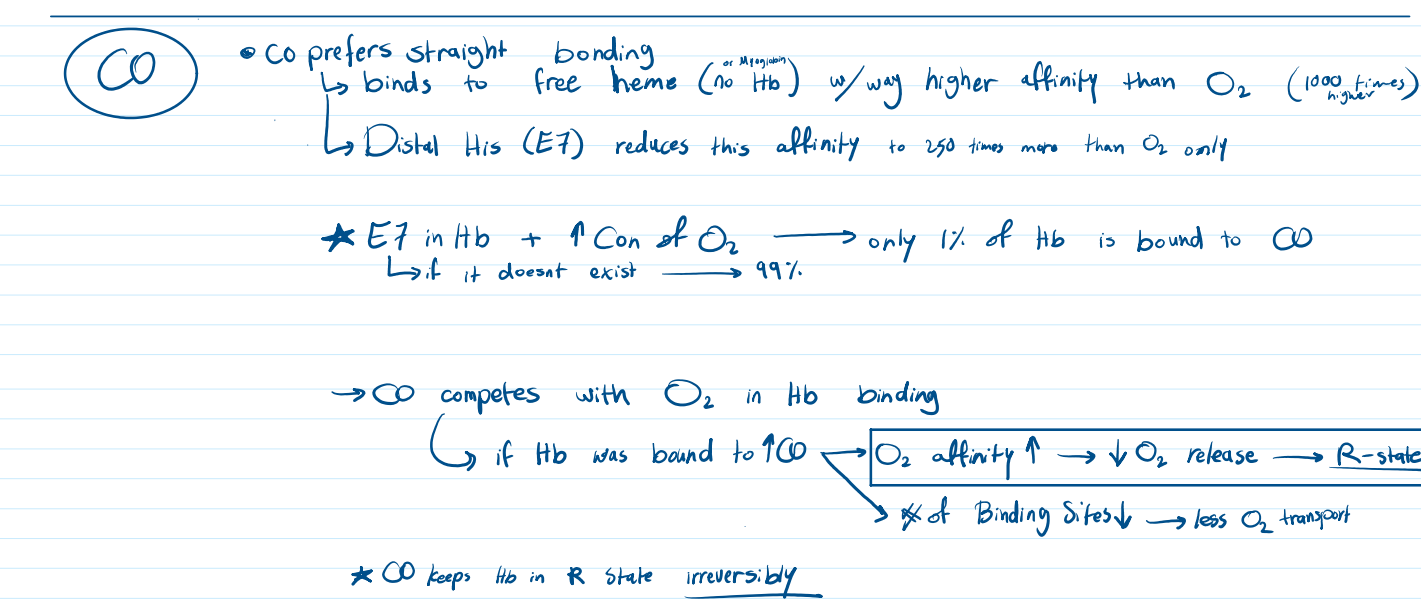 CO
• CO prefers straight bonding
↳ binds to free heme (no Hb or Myoglobin) w/way higher affinity than O₂ (1000 times higher)
↳ Distal His (E7) reduces this affinity to 250 times more than O₂ only
★ E7 in Hb + ↑ Con of O₂ → only 1% of Hb is bound to CO
↳ if it doesnt exist → 99%
→ CO competes with O₂ in Hb binding
↳ if Hb was bound to ↑CO → O₂ affinity ↑ → ↓ O₂ release → R-state
↘ # of Binding Sites ↓ → less O₂ transport
★ CO keeps Hb in R State irreversibly